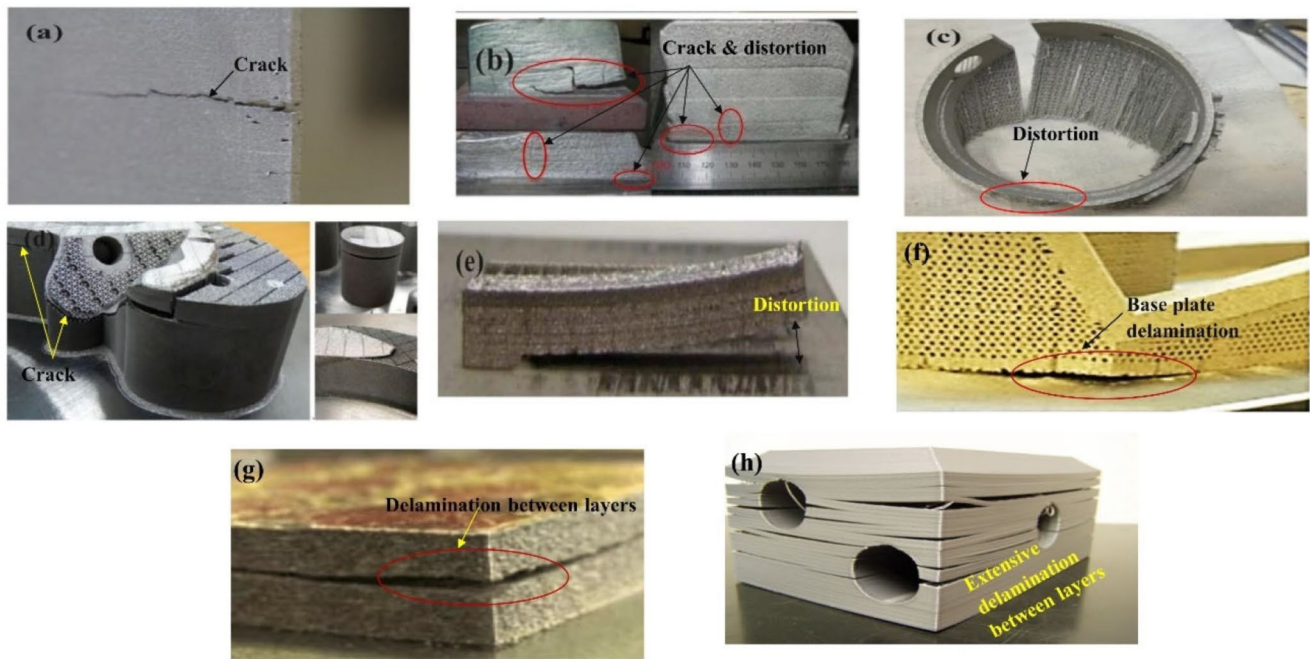 (a)
Crack
(b)
Crack & distortion
(c)
Distortion
(d)
Crack
(e)
Distortion
(f)
Base plate
delamination
(g)
Delamination between layers
(h)
Extensive
delamination
between layers